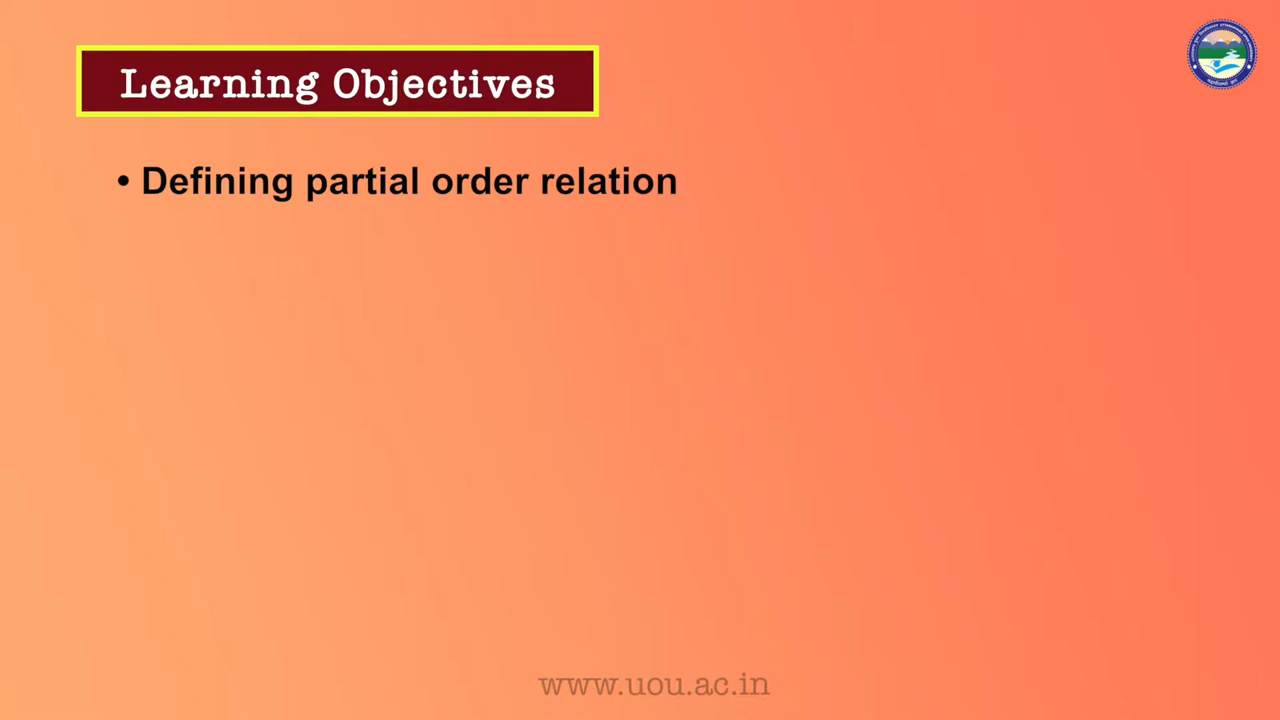 Learning Objectives
• Defining partial order relation
www.uou.ac.in